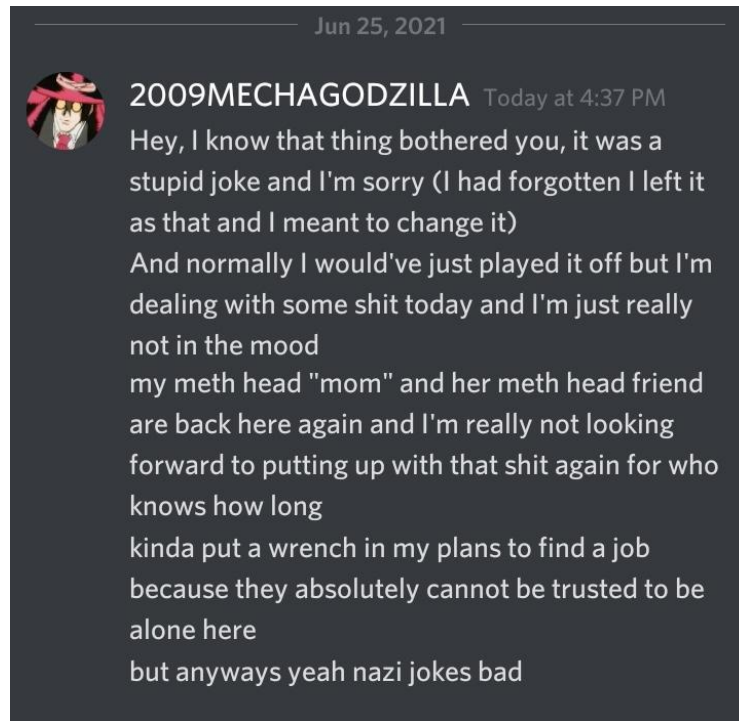 Jun 25, 2021
2009MECHAGODZILLA Today at 4:37 PM
Hey, I know that thing bothered you, it was a
stupid joke and I'm sorry (I had forgotten I left it
as that and I meant to change it)
And normally I would've just played it off but I'm
dealing with some shit today and I'm just really
not in the mood
my meth head "mom" and her meth head friend
are back here again and I'm really not looking
forward to putting up with that shit again for who
knows how long
kinda put a wrench in my plans to find a job
because they absolutely cannot be trusted to be
alone here
but anyways yeah nazi jokes bad